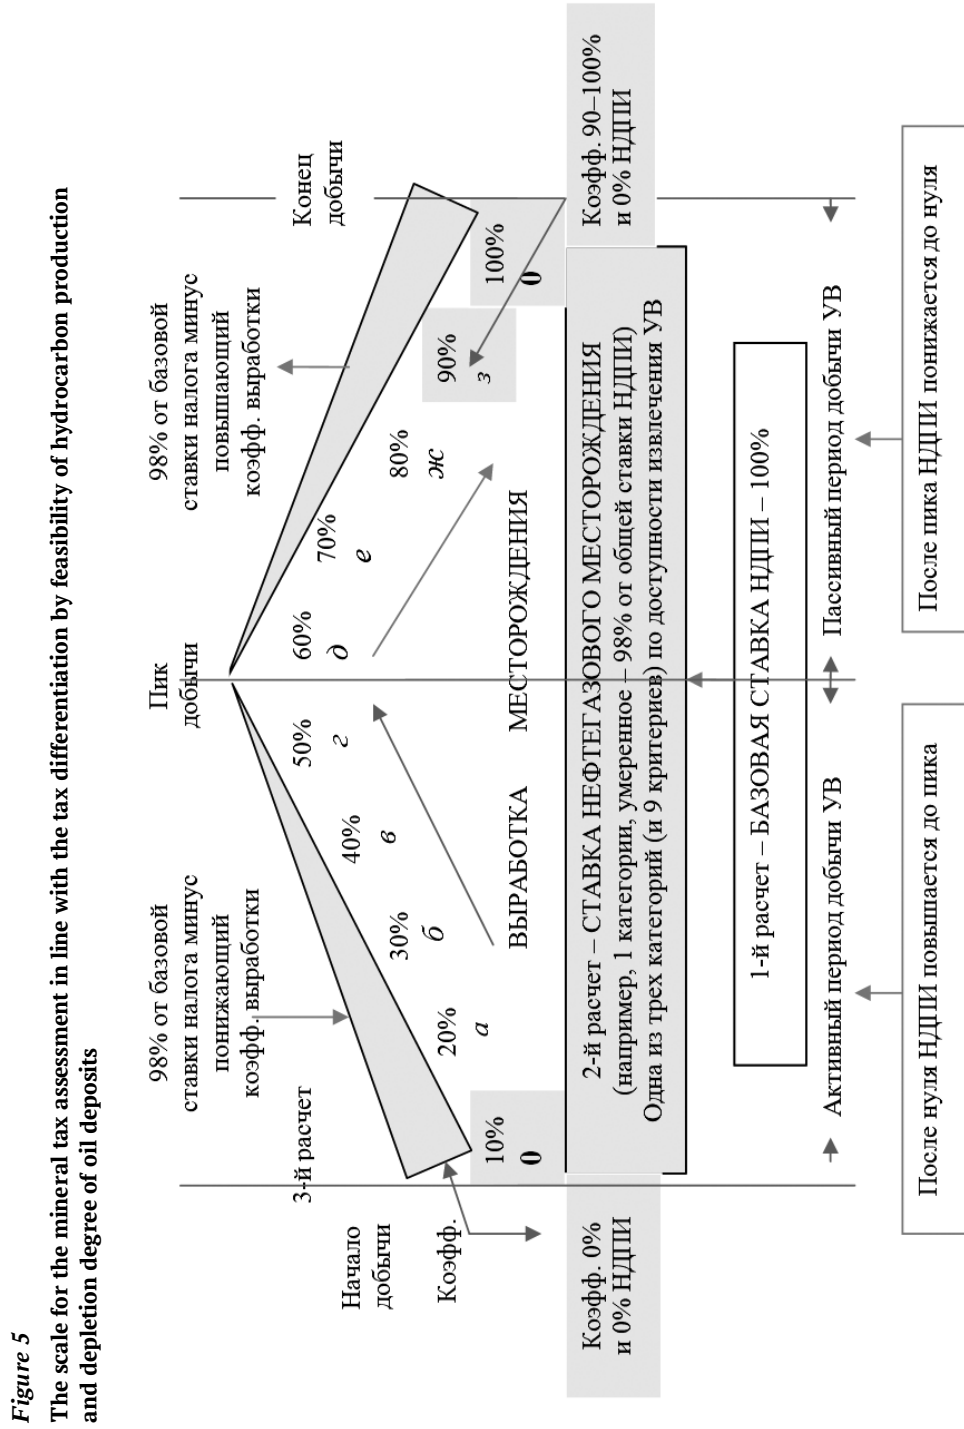 Figure 5
The scale for the mineral tax assessment in line with the tax differentiation by feasibility of hydrocarbon production
and depletion degree of oil deposits
98% от базовой
ставки налога минус
понижающий
коэфф. выработки
Пик
добычи
98% от базовой
ставки налога минус
повышающий
коэфф. выработки
3-й расчет
Конец
добычи
Начало
добычи
Коэфф.
10%
0
20%
а
30%
б
40%
в
50%
г
60%
д
70%
е
80%
ж
90%
з
100%
0
ВЫРАБОТКА МЕСТОРОЖДЕНИЯ
Коэфф. 0%
и 0% НДПИ
2-й расчет – СТАВКА НЕФТЕГАЗОВОГО МЕСТОРОЖДЕНИЯ
(например, 1 категории, умеренное – 98% от общей ставки НДПИ)
Одна из трех категорий (и 9 критериев) по доступности извлечения УВ
Коэфф. 90–100%
и 0% НДПИ
1-й расчет – БАЗОВАЯ СТАВКА НДПИ – 100%
Активный период добычи УВ
Пассивный период добычи УВ
После нуля НДПИ повышается до пика
После пика НДПИ понижается до нуля